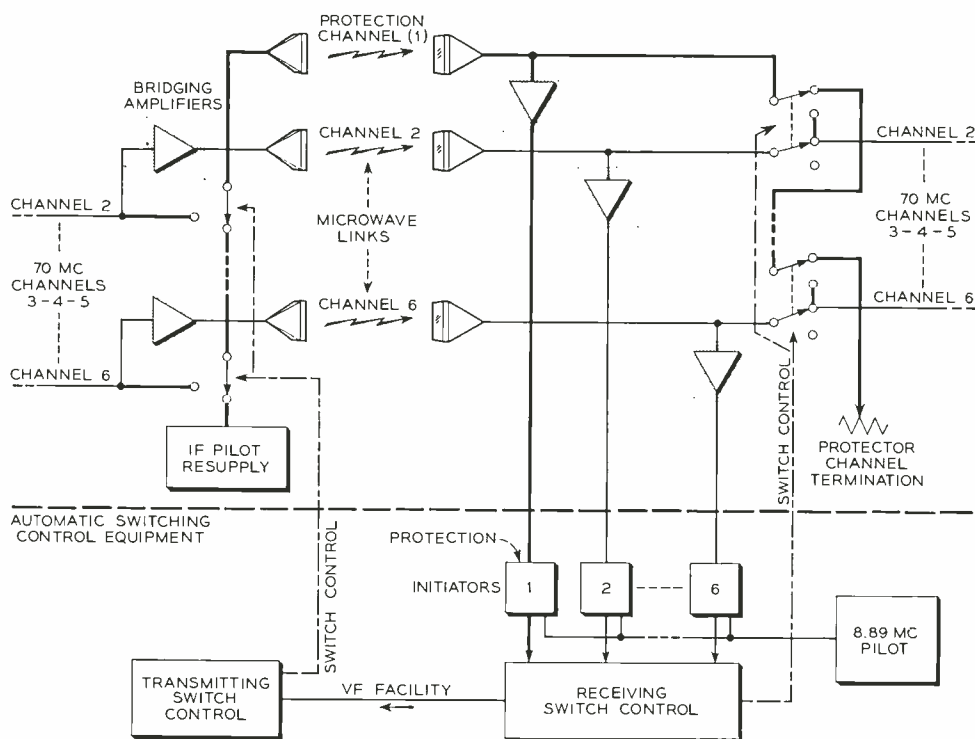 PROTECTION
CHANNEL (1)
BRIDGING
AMPLIFIERS
CHANNEL 2
CHANNEL 2
CHANNEL 2
MICROWAVE
LINKS
70 MC
CHANNELS
3-4-5
70 MC
CHANNELS
3-4-5
CHANNEL 6
CHANNEL 6
CHANNEL 6
IF PILOT
RESUPPLY
SWITCH CONTROL
PROTECTOR
CHANNEL
TERMINATION
AUTOMATIC SWITCHING
CONTROL EQUIPMENT
SWITCH CONTROL
PROTECTION
INITIATORS
1
2
6
8.89 MC
PILOT
TRANSMITTING
SWITCH
CONTROL
VF FACILITY
RECEIVING
SWITCH CONTROL